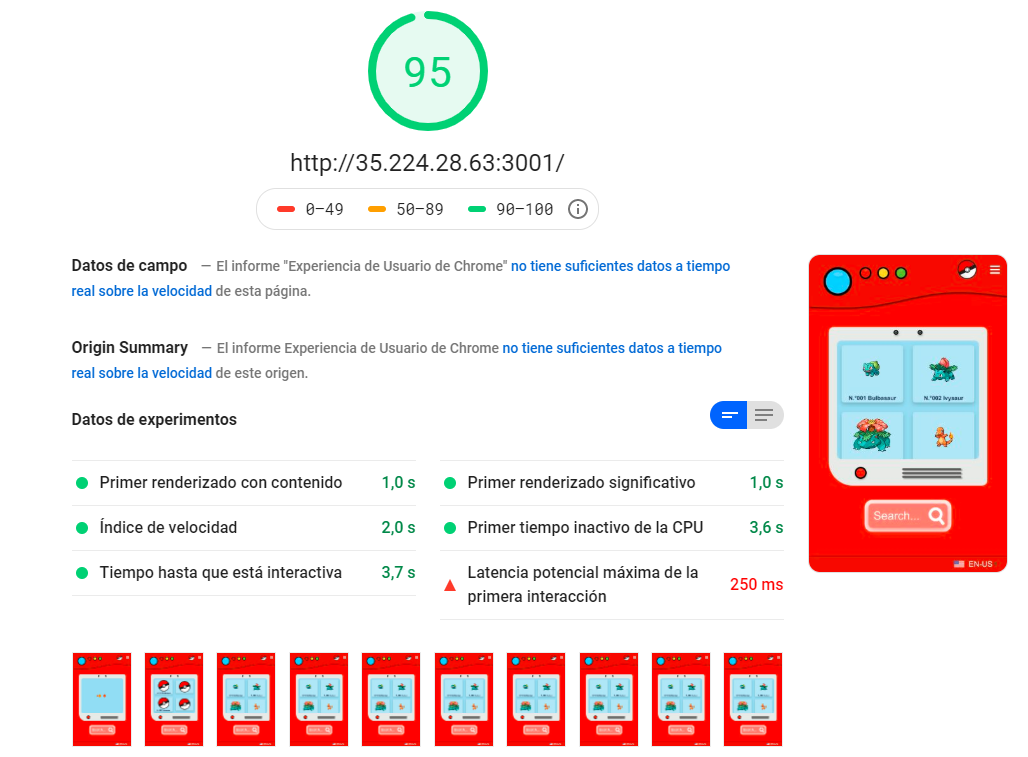 95
http://35.224.28.63:3001/
0–49 50–89 90–100
Datos de campo — El informe "Experiencia de Usuario de Chrome" no tiene suficientes datos a tiempo
real sobre la velocidad de esta página.
Origin Summary — El informe Experiencia de Usuario de Chrome no tiene suficientes datos a tiempo
real sobre la velocidad de este origen.
Datos de experimentos
Primer renderizado con contenido 1,0 s
Índice de velocidad 2,0 s
Tiempo hasta que está interactiva 3,7 s
Primer renderizado significativo 1,0 s
Primer tiempo inactivo de la CPU 3,6 s
Latencia potencial máxima de la
primera interacción 250 ms
N.°001 Bulbasaur
N.°002 Ivysaur
Search...
EN-US